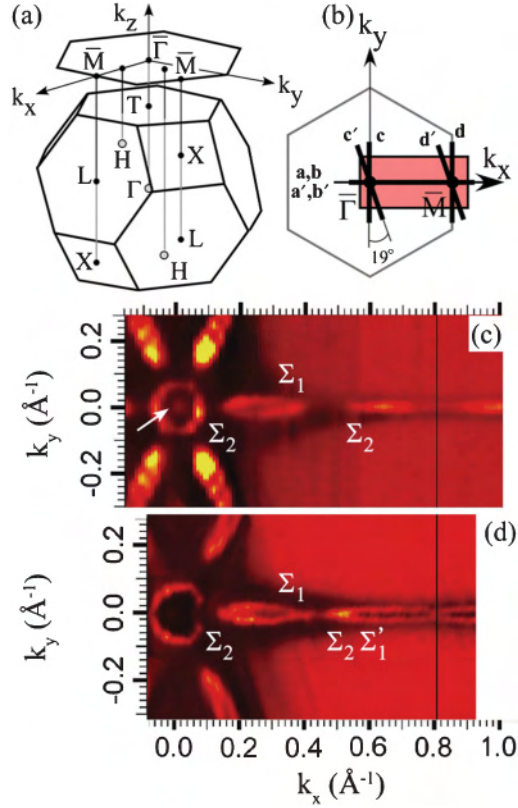 (a)
k_z
Γ̄
M̄
M̄
k_x
k_y
T
H
X
L
Γ
L
X
H
(b)
k_y
c′
c
d′
d
a,b
a′,b′
k_x
Γ̄
M̄
19°
(c)
0.2
0.0
-0.2
k_y (Å⁻¹)
Σ₁
Σ₂
Σ₂
(d)
0.2
0.0
-0.2
k_y (Å⁻¹)
Σ₁
Σ₂
Σ₂ Σ₁′
0.0 0.2 0.4 0.6 0.8 1.0
k_x (Å⁻¹)